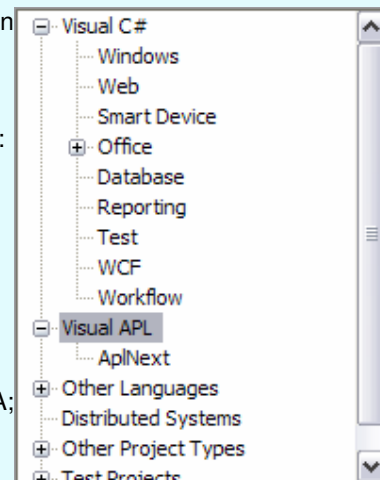 n
Visual C#
Windows
Web
Smart Device
:
Office
Database
Reporting
Test
WCF
Workflow
Visual APL
AplNext
A;
Other Languages
Distributed Systems
Other Project Types
Test Projects